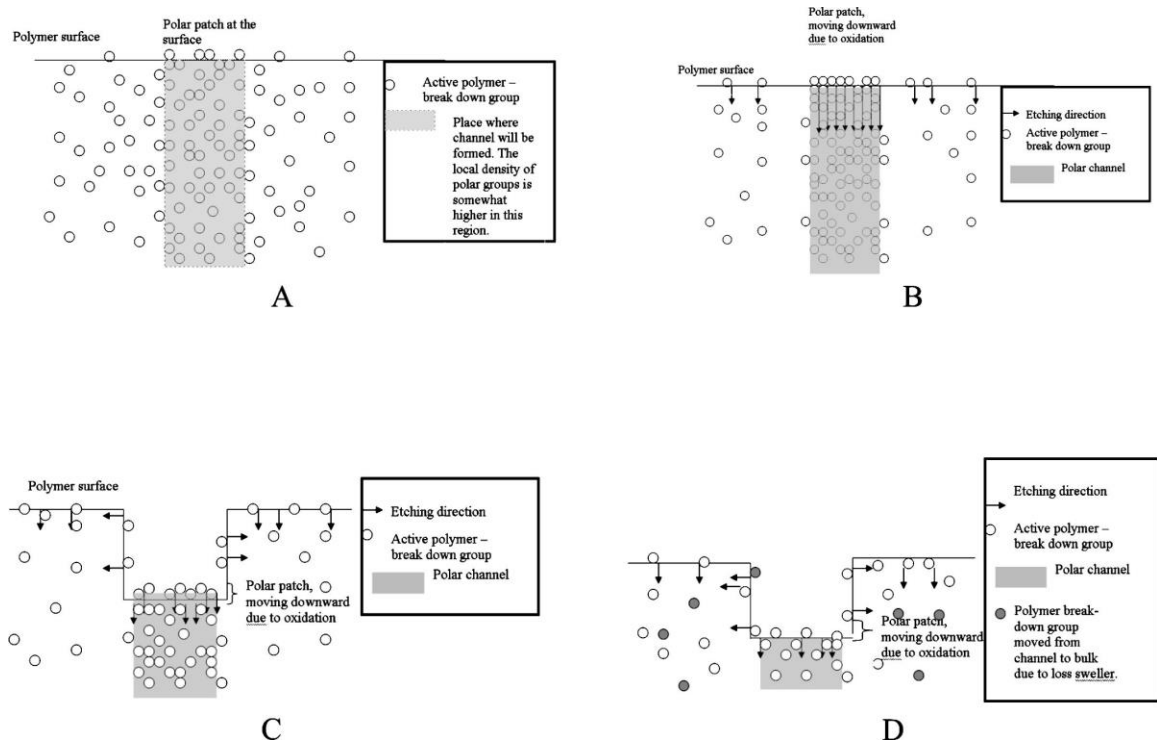 Polymer surface
Polar patch at the
surface
Active polymer –
break down group
Place where
channel will be
formed. The
local density of
polar groups is
somewhat
higher in this
region.
A
Polar patch,
moving downward
due to oxidation
Polymer surface
Etching direction
Active polymer –
break down group
Polar channel
B
Polymer surface
Polar patch,
moving downward
due to oxidation
Etching direction
Active polymer –
break down group
Polar channel
C
Polar patch,
moving downward
due to oxidation
Etching direction
Active polymer –
break down group
Polar channel
Polymer break-
down group
moved from
channel to bulk
due to loss sweller.
D